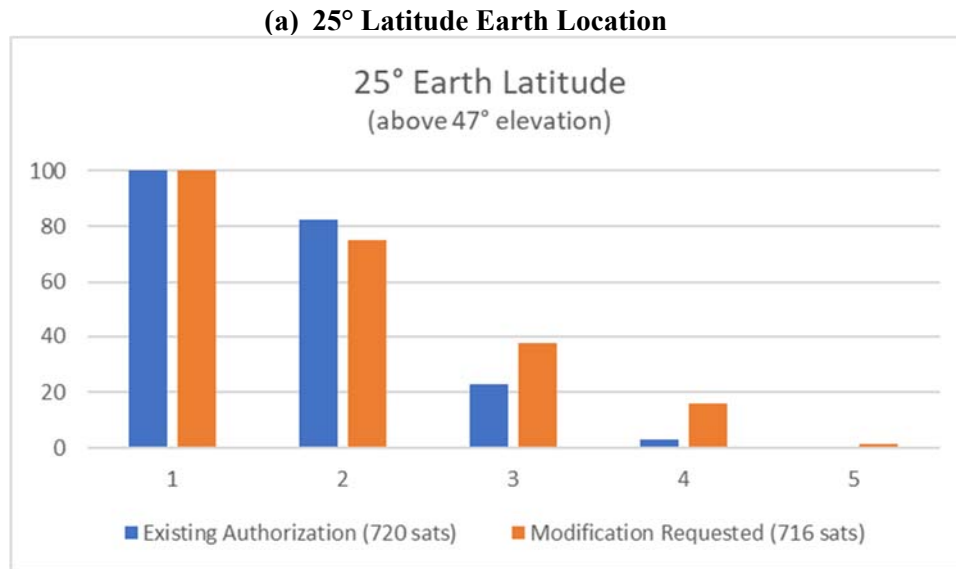 (a) 25° Latitude Earth Location
25° Earth Latitude
(above 47° elevation)
100
80
60
40
20
0
1 2 3 4 5
Existing Authorization (720 sats) Modification Requested (716 sats)